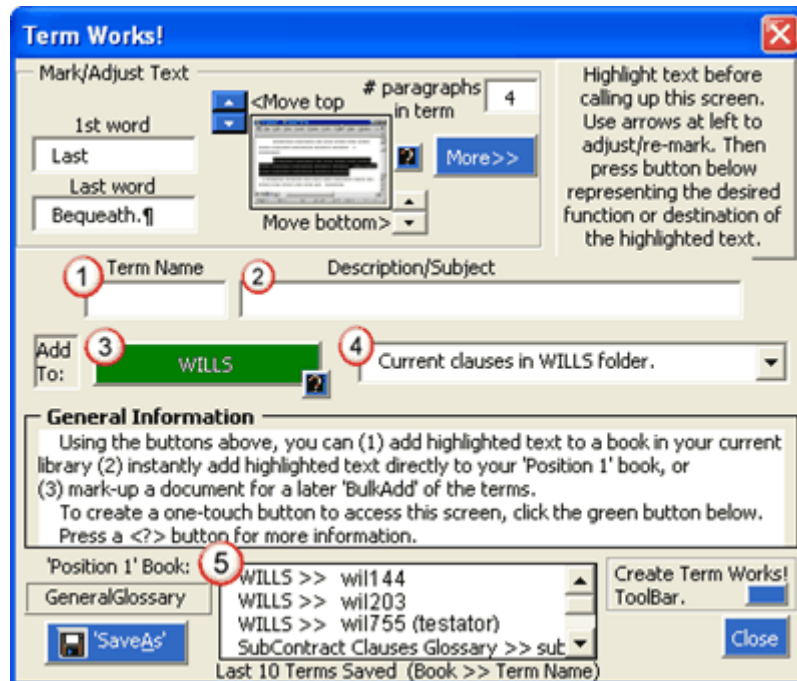 Term Works!
Mark/Adjust Text
<Move top
# paragraphs
in term
4
1st word
Last
Last word
Bequeath.¶
More>>
Move bottom>
Highlight text before
calling up this screen.
Use arrows at left to
adjust/re-mark. Then
press button below
representing the desired
function or destination of
the highlighted text.
1
Term Name
2
Description/Subject
Add
To:
3
WILLS
?
4
Current clauses in WILLS folder.
General Information
Using the buttons above, you can (1) add highlighted text to a book in your current
library (2) instantly add highlighted text directly to your 'Position 1' book, or
(3) mark-up a document for a later 'BulkAdd' of the terms.
To create a one-touch button to access this screen, click the green button below.
Press a <?> button for more information.
'Position 1' Book:
GeneralGlossary
'SaveAs'
5
WILLS >> wil144
WILLS >> wil203
WILLS >> wil755 (testator)
SubContract Clauses Glossary >> sub
Last 10 Terms Saved (Book >> Term Name)
Create Term Works!
ToolBar.
Close